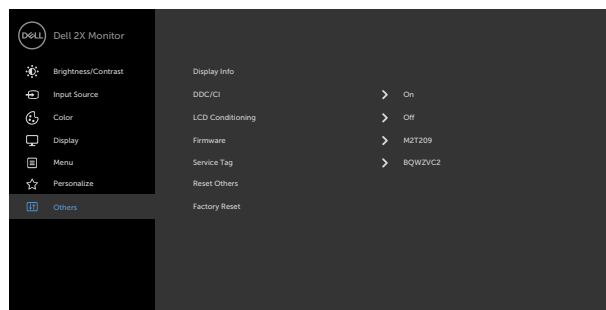 DELL Dell 2X Monitor
Brightness/Contrast Display Info
Input Source DDC/CI On
Color LCD Conditioning Off
Display Firmware M2T209
Menu Service Tag BQWZVC2
Personalize Reset Others
Others Factory Reset